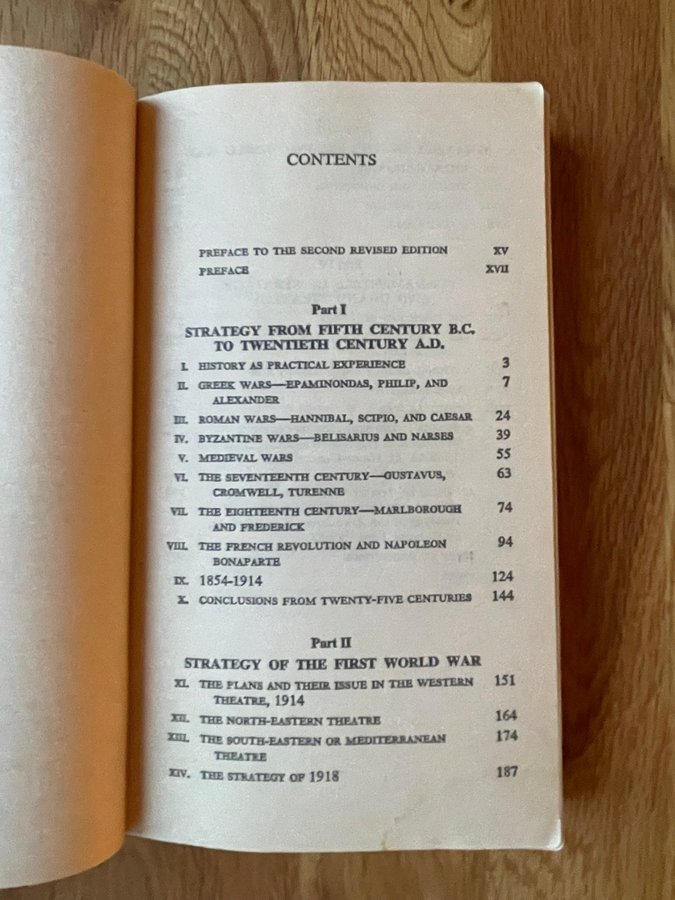 CONTENTS
PREFACE TO THE SECOND REVISED EDITION XV
PREFACE XVII
Part I
STRATEGY FROM FIFTH CENTURY B.C.
TO TWENTIETH CENTURY A.D.
I. HISTORY AS PRACTICAL EXPERIENCE 3
II. GREEK WARS—EPAMINONDAS, PHILIP, AND 7
ALEXANDER
III. ROMAN WARS—HANNIBAL, SCIPIO, AND CAESAR 24
IV. BYZANTINE WARS—BELISARIUS AND NARSES 39
V. MEDIEVAL WARS 55
VI. THE SEVENTEENTH CENTURY—GUSTAVUS, 63
CROMWELL, TURENNE
VII. THE EIGHTEENTH CENTURY—MARLBOROUGH 74
AND FREDERICK
VIII. THE FRENCH REVOLUTION AND NAPOLEON 94
BONAPARTE
IX. 1854-1914 124
X. CONCLUSIONS FROM TWENTY-FIVE CENTURIES 144
Part II
STRATEGY OF THE FIRST WORLD WAR
XI. THE PLANS AND THEIR ISSUE IN THE WESTERN 151
THEATRE, 1914
XII. THE NORTH-EASTERN THEATRE 164
XIII. THE SOUTH-EASTERN OR MEDITERRANEAN 174
THEATRE
XIV. THE STRATEGY OF 1918 187